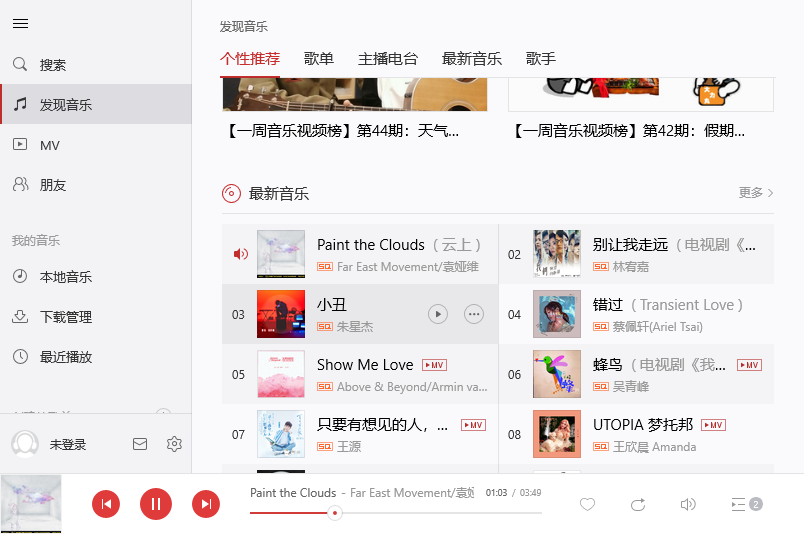 搜索
发现音乐
MV
朋友
我的音乐
本地音乐
下载管理
最近播放
未登录
发现音乐
个性推荐 歌单 主播电台 最新音乐 歌手
【一周音乐视频榜】第44期：天气...
【一周音乐视频榜】第42期：假期...
最新音乐 更多
Paint the Clouds（云上）
SQ Far East Movement/袁娅维
02 别让我走远（电视剧《...
SQ 林宥嘉
03 小丑
SQ 朱星杰
04 错过（Transient Love）
SQ 蔡佩轩(Ariel Tsai)
05 Show Me Love MV
SQ Above & Beyond/Armin va...
06 蜂鸟（电视剧《我... MV
SQ 吴青峰
07 只要有想见的人，... MV
SQ 王源
08 UTOPIA 梦托邦 MV
SQ 王欣晨 Amanda
Paint the Clouds - Far East Movement/袁娅 01:03 / 03:49
2